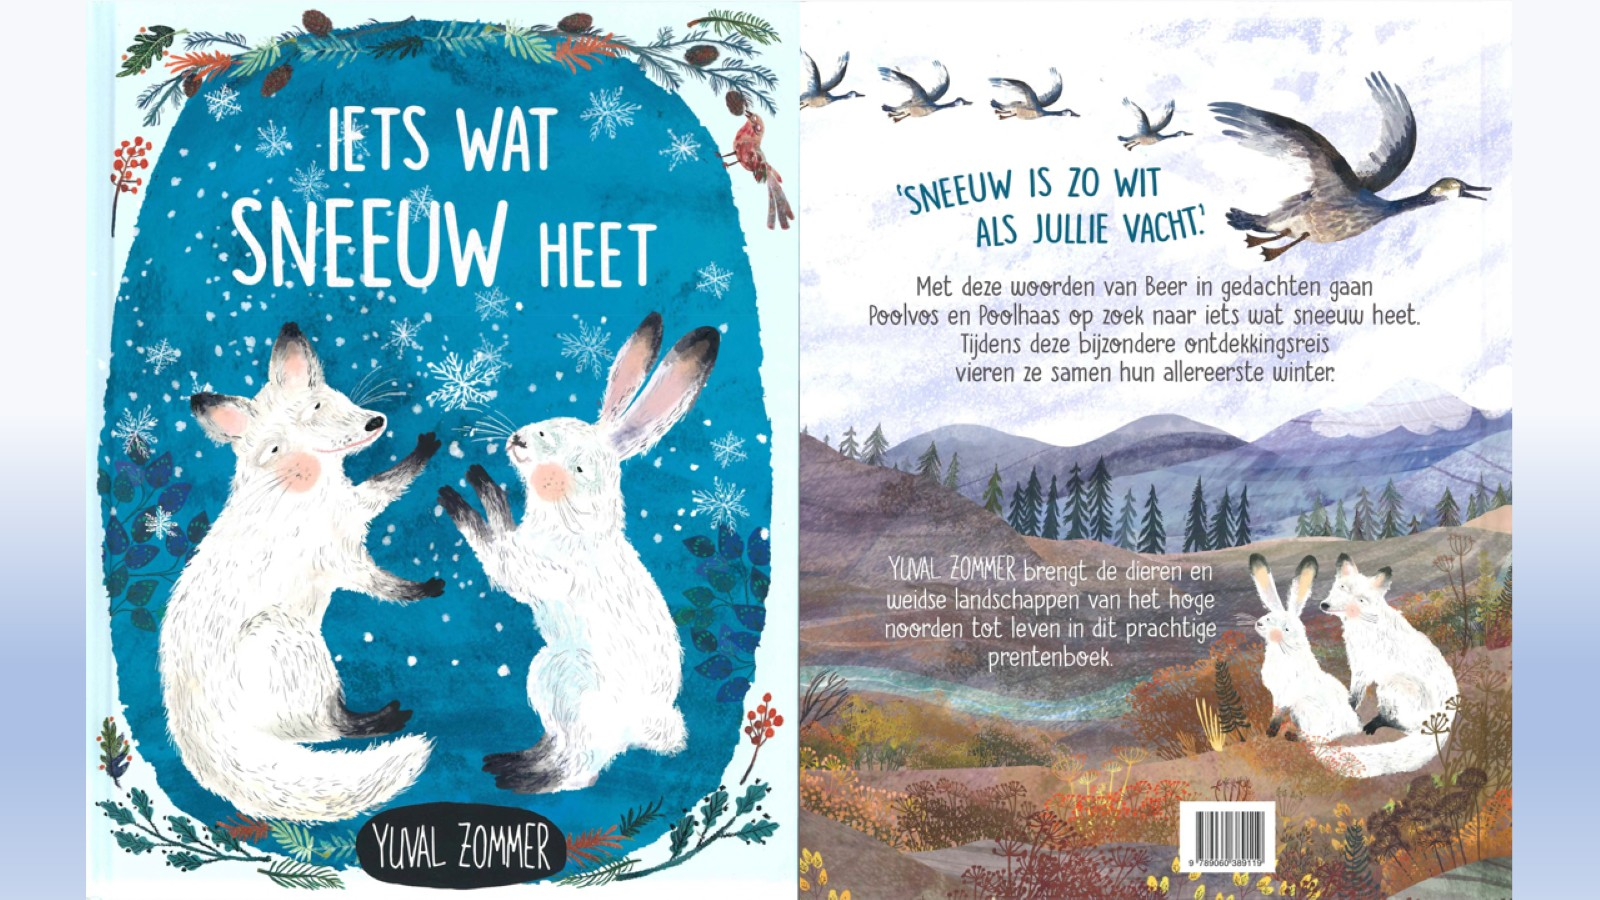 IETS WAT
SNEEUW HEET
YUVAL ZOMMER
'SNEEUW IS ZO WIT
ALS JULLIE VACHT.'
Met deze woorden van Beer in gedachten gaan
Poolvos en Poolhaas op zoek naar iets wat sneeuw heet.
Tijdens deze bijzondere ontdekkingsreis
vieren ze samen hun allereerste winter.
YUVAL ZOMMER brengt de dieren en
weidse landschappen van het hoge
noorden tot leven in dit prachtige
prentenboek.
9 789060 389119